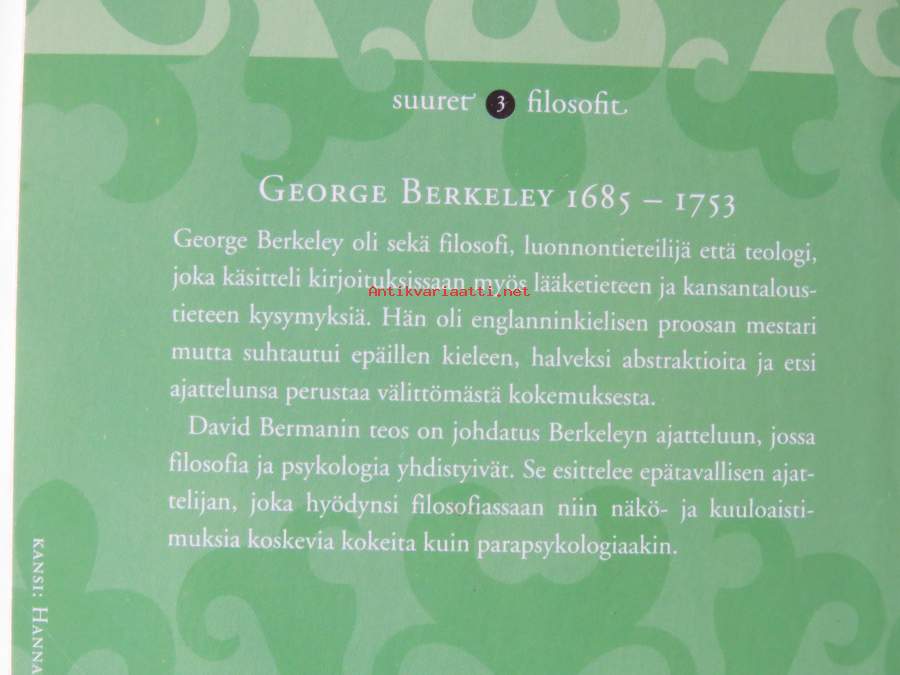 suuret 3 filosofit
George Berkeley 1685 – 1753
George Berkeley oli sekä filosofi, luonnontieteilijä että teologi,
joka käsitteli kirjoituksissaan myös lääketieteen ja kansantalous-
Antikvariaatti.net
tieteen kysymyksiä. Hän oli englanninkielisen proosan mestari
mutta suhtautui epäillen kieleen, halveksi abstraktioita ja etsi
ajattelunsa perustaa välittömästä kokemuksesta.
David Bermanin teos on johdatus Berkeleyn ajatteluun, jossa
filosofia ja psykologia yhdistyivät. Se esittelee epätavallisen ajat-
telijan, joka hyödynsi filosofiassaan niin näkö- ja kuuloaisti-
muksia koskevia kokeita kuin parapsykologiaakin.
kansi: Hanna